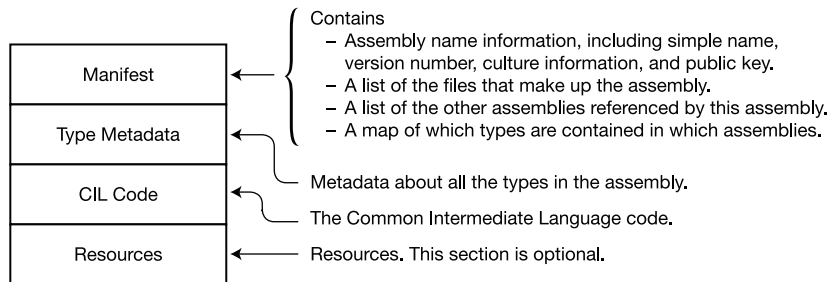 Contains
– Assembly name information, including simple name,
version number, culture information, and public key.
– A list of the files that make up the assembly.
– A list of the other assemblies referenced by this assembly.
– A map of which types are contained in which assemblies.
Manifest
Type Metadata
Metadata about all the types in the assembly.
CIL Code
The Common Intermediate Language code.
Resources
Resources. This section is optional.